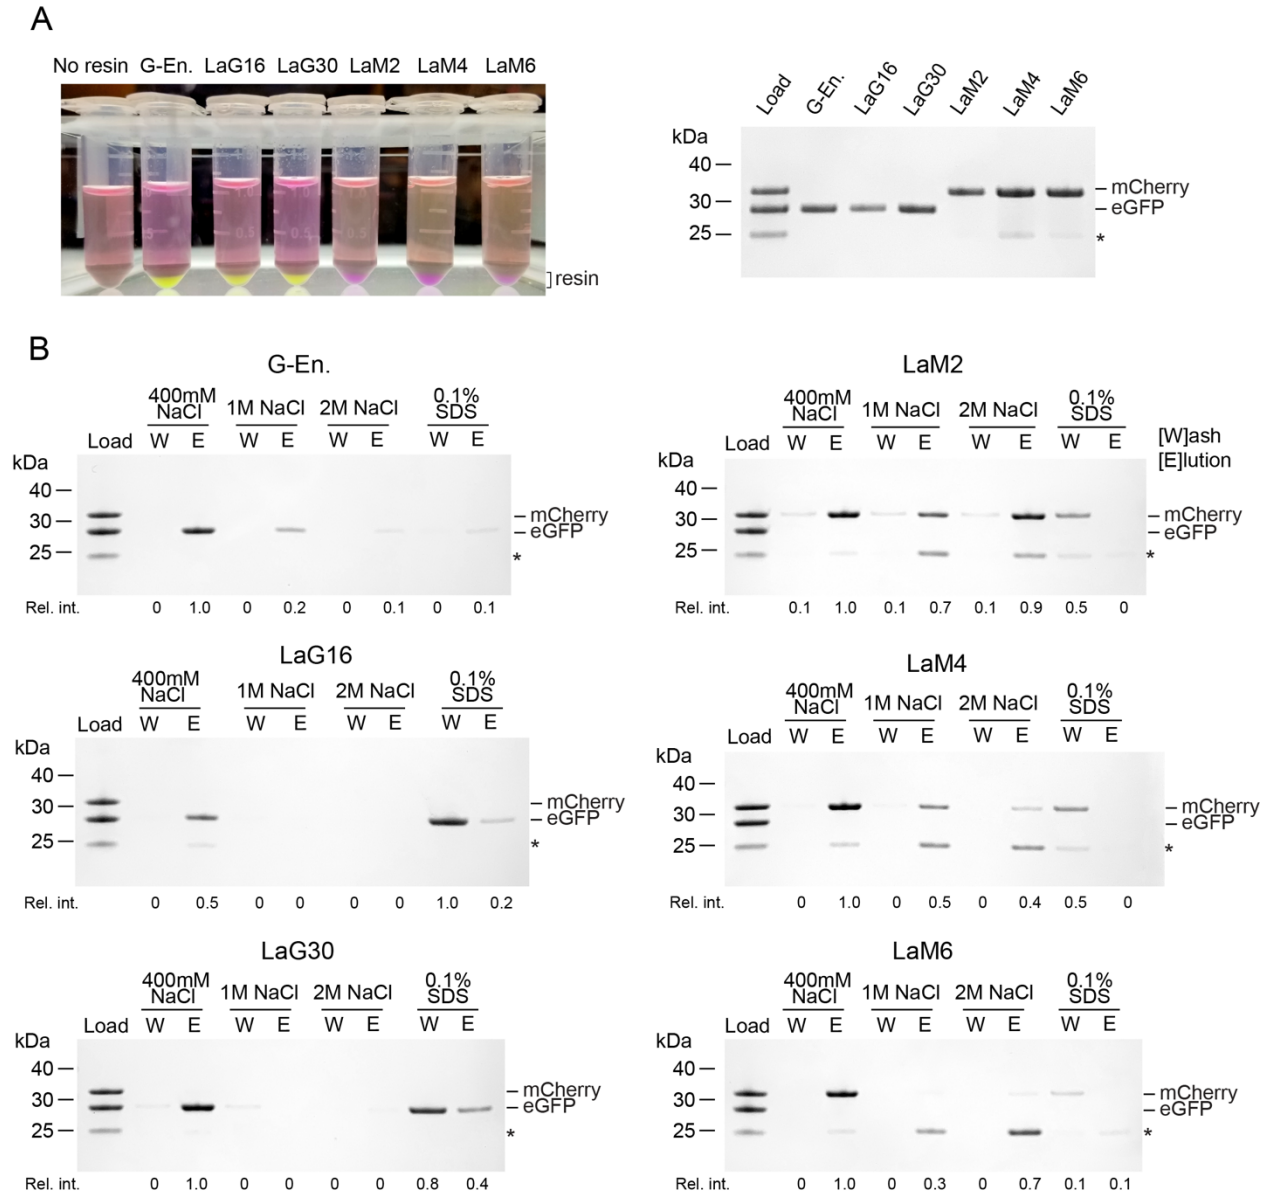 A
No resin G-En. LaG16 LaG30 LaM2 LaM4 LaM6
resin
Load G-En. LaG16 LaG30 LaM2 LaM4 LaM6
kDa
40
30
25
mCherry
eGFP
*
B
G-En.
400mM NaCl 1M NaCl 2M NaCl 0.1% SDS
Load W E W E W E W E
kDa
40
30
25
mCherry
eGFP
*
Rel. int. 0 1.0 0 0.2 0 0.1 0 0.1
LaM2
400mM NaCl 1M NaCl 2M NaCl 0.1% SDS
Load W E W E W E W E
[W]ash
[E]lution
kDa
40
30
25
mCherry
eGFP
*
Rel. int. 0.1 1.0 0.1 0.7 0.1 0.9 0.5 0
LaG16
400mM NaCl 1M NaCl 2M NaCl 0.1% SDS
Load W E W E W E W E
kDa
40
30
25
mCherry
eGFP
*
Rel. int. 0 0.5 0 0 0 0 1.0 0.2
LaM4
400mM NaCl 1M NaCl 2M NaCl 0.1% SDS
Load W E W E W E W E
kDa
40
30
25
mCherry
eGFP
*
Rel. int. 0 1.0 0 0.5 0 0.4 0.5 0
LaG30
400mM NaCl 1M NaCl 2M NaCl 0.1% SDS
Load W E W E W E W E
kDa
40
30
25
mCherry
eGFP
*
Rel. int. 0 1.0 0 0 0 0 0.8 0.4
LaM6
400mM NaCl 1M NaCl 2M NaCl 0.1% SDS
Load W E W E W E W E
kDa
40
30
25
mCherry
eGFP
*
Rel. int. 0 1.0 0 0.3 0 0.7 0.1 0.1